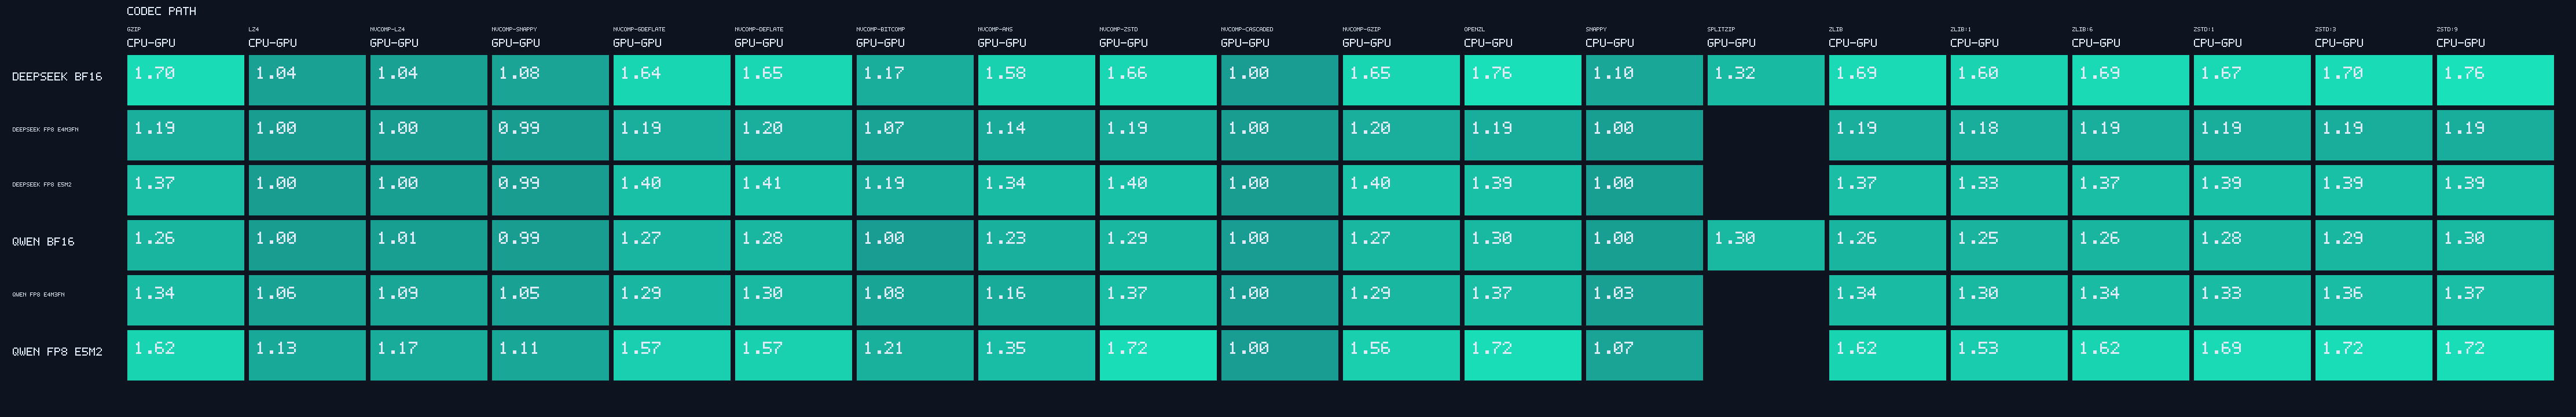 CODEC PATH
GZIP LZ4 NVCOMP-LZ4 NVCOMP-SNAPPY NVCOMP-GDEFLATE NVCOMP-DEFLATE NVCOMP-BITCOMP NVCOMP-ANS NVCOMP-ZSTD NVCOMP-CASCADED NVCOMP-GZIP OPENZL SNAPPY SPLITZIP ZLIB ZLIB:1 ZLIB:6 ZSTD:1 ZSTD:3 ZSTD:9
CPU-GPU CPU-GPU GPU-GPU GPU-GPU GPU-GPU GPU-GPU GPU-GPU GPU-GPU GPU-GPU GPU-GPU GPU-GPU CPU-GPU CPU-GPU GPU-GPU CPU-GPU CPU-GPU CPU-GPU CPU-GPU CPU-GPU CPU-GPU
DEEPSEEK BF16 1.70 1.04 1.04 1.08 1.64 1.65 1.17 1.58 1.66 1.00 1.65 1.76 1.10 1.32 1.69 1.60 1.69 1.67 1.70 1.76
DEEPSEEK FP8 E4M3FN 1.19 1.00 1.00 0.99 1.19 1.20 1.07 1.14 1.19 1.00 1.20 1.19 1.00 1.19 1.18 1.19 1.19 1.19 1.19
DEEPSEEK FP8 E5M2 1.37 1.00 1.00 0.99 1.40 1.41 1.19 1.34 1.40 1.00 1.40 1.39 1.00 1.37 1.33 1.37 1.39 1.39 1.39
QWEN BF16 1.26 1.00 1.01 0.99 1.27 1.28 1.00 1.23 1.29 1.00 1.27 1.30 1.00 1.30 1.26 1.25 1.26 1.28 1.29 1.30
QWEN FP8 E4M3FN 1.34 1.06 1.09 1.05 1.29 1.30 1.08 1.16 1.37 1.00 1.29 1.37 1.03 1.34 1.30 1.34 1.33 1.36 1.37
QWEN FP8 E5M2 1.62 1.13 1.17 1.11 1.57 1.57 1.21 1.35 1.72 1.00 1.56 1.72 1.07 1.62 1.53 1.62 1.69 1.72 1.72